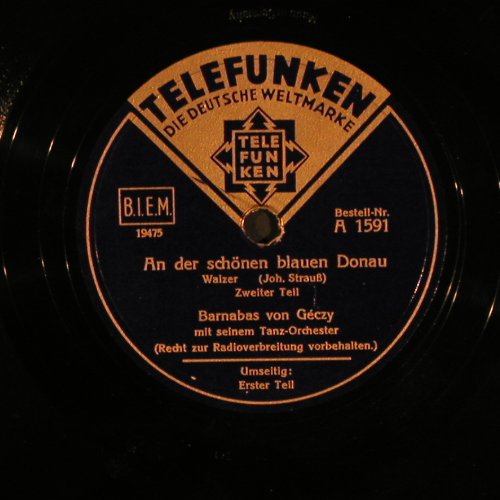 TELEFUNKEN
DIE DEUTSCHE WELTMARKE
TELE
FUN
KEN
B.I.E.M.
19475
Bestell-Nr.
A 1591
An der schönen blauen Donau
Walzer (Joh. Strauß)
Zweiter Teil
Barnabas von Géczy
mit seinem Tanz-Orchester
(Recht zur Radioverbreitung vorbehalten.)
Umseitig:
Erster Teil